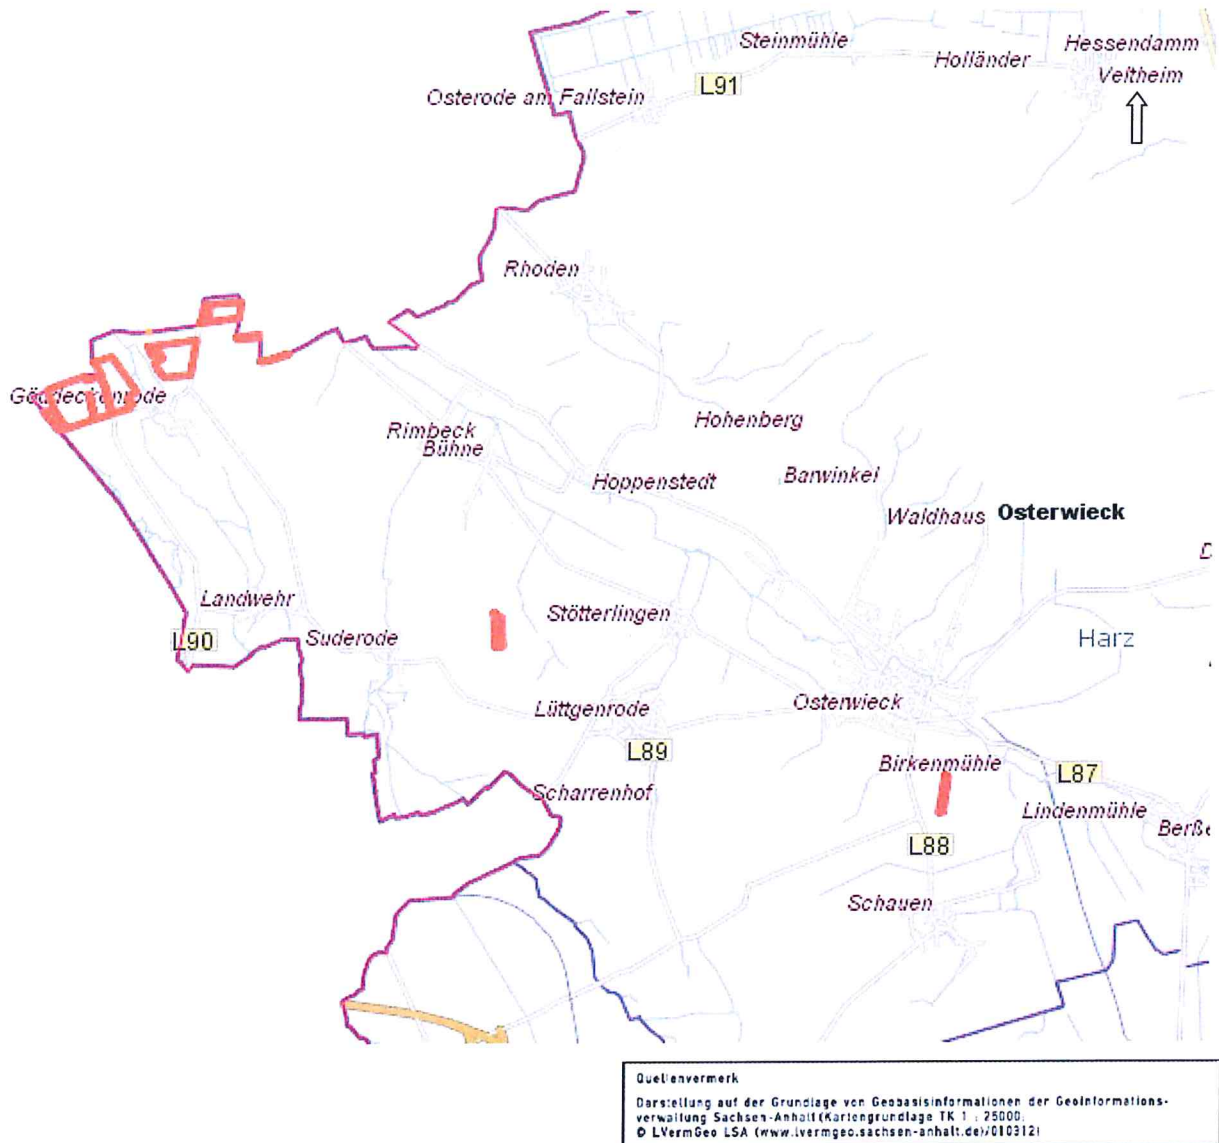 Steinmühle
Hessendamm
Holländer
Veltheim
L91
Osterode am Fallstein
Rhoden
Göddeckenrode
Hohenberg
Rimbeck
Bühne
Hoppenstedt
Barwinkel
Waldhaus
Osterwieck
Landwehr
Stötterlingen
L90
Suderode
Harz
Lüttgenrode
Osterwieck
L89
Birkenmühle
L87
Scharrenhof
Lindenmühle
Berße
L88
Schauen
Quellenvermerk
Darstellung auf der Grundlage von Geobasisinformationen der Geoinformations-
verwaltung Sachsen-Anhalt (Kartengrundlage TK 1 : 25000;
© LVermGeo LSA (www.lvermgeo.sachsen-anhalt.de)/010312)